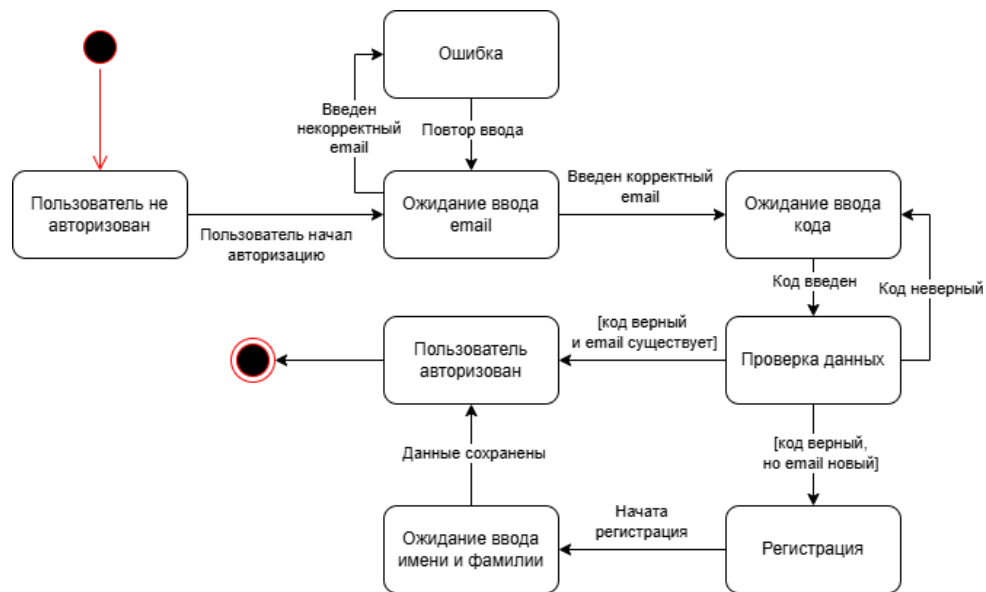 Ошибка
Введен
некорректный
email
Повтор ввода
Пользователь не
авторизован
Пользователь начал
авторизацию
Ожидание ввода
email
Введен корректный
email
Ожидание ввода
кода
Код введен
Код неверный
[код верный
и email существует]
Пользователь
авторизован
Проверка данных
Данные сохранены
[код верный,
но email новый]
Начата
регистрация
Ожидание ввода
имени и фамилии
Регистрация